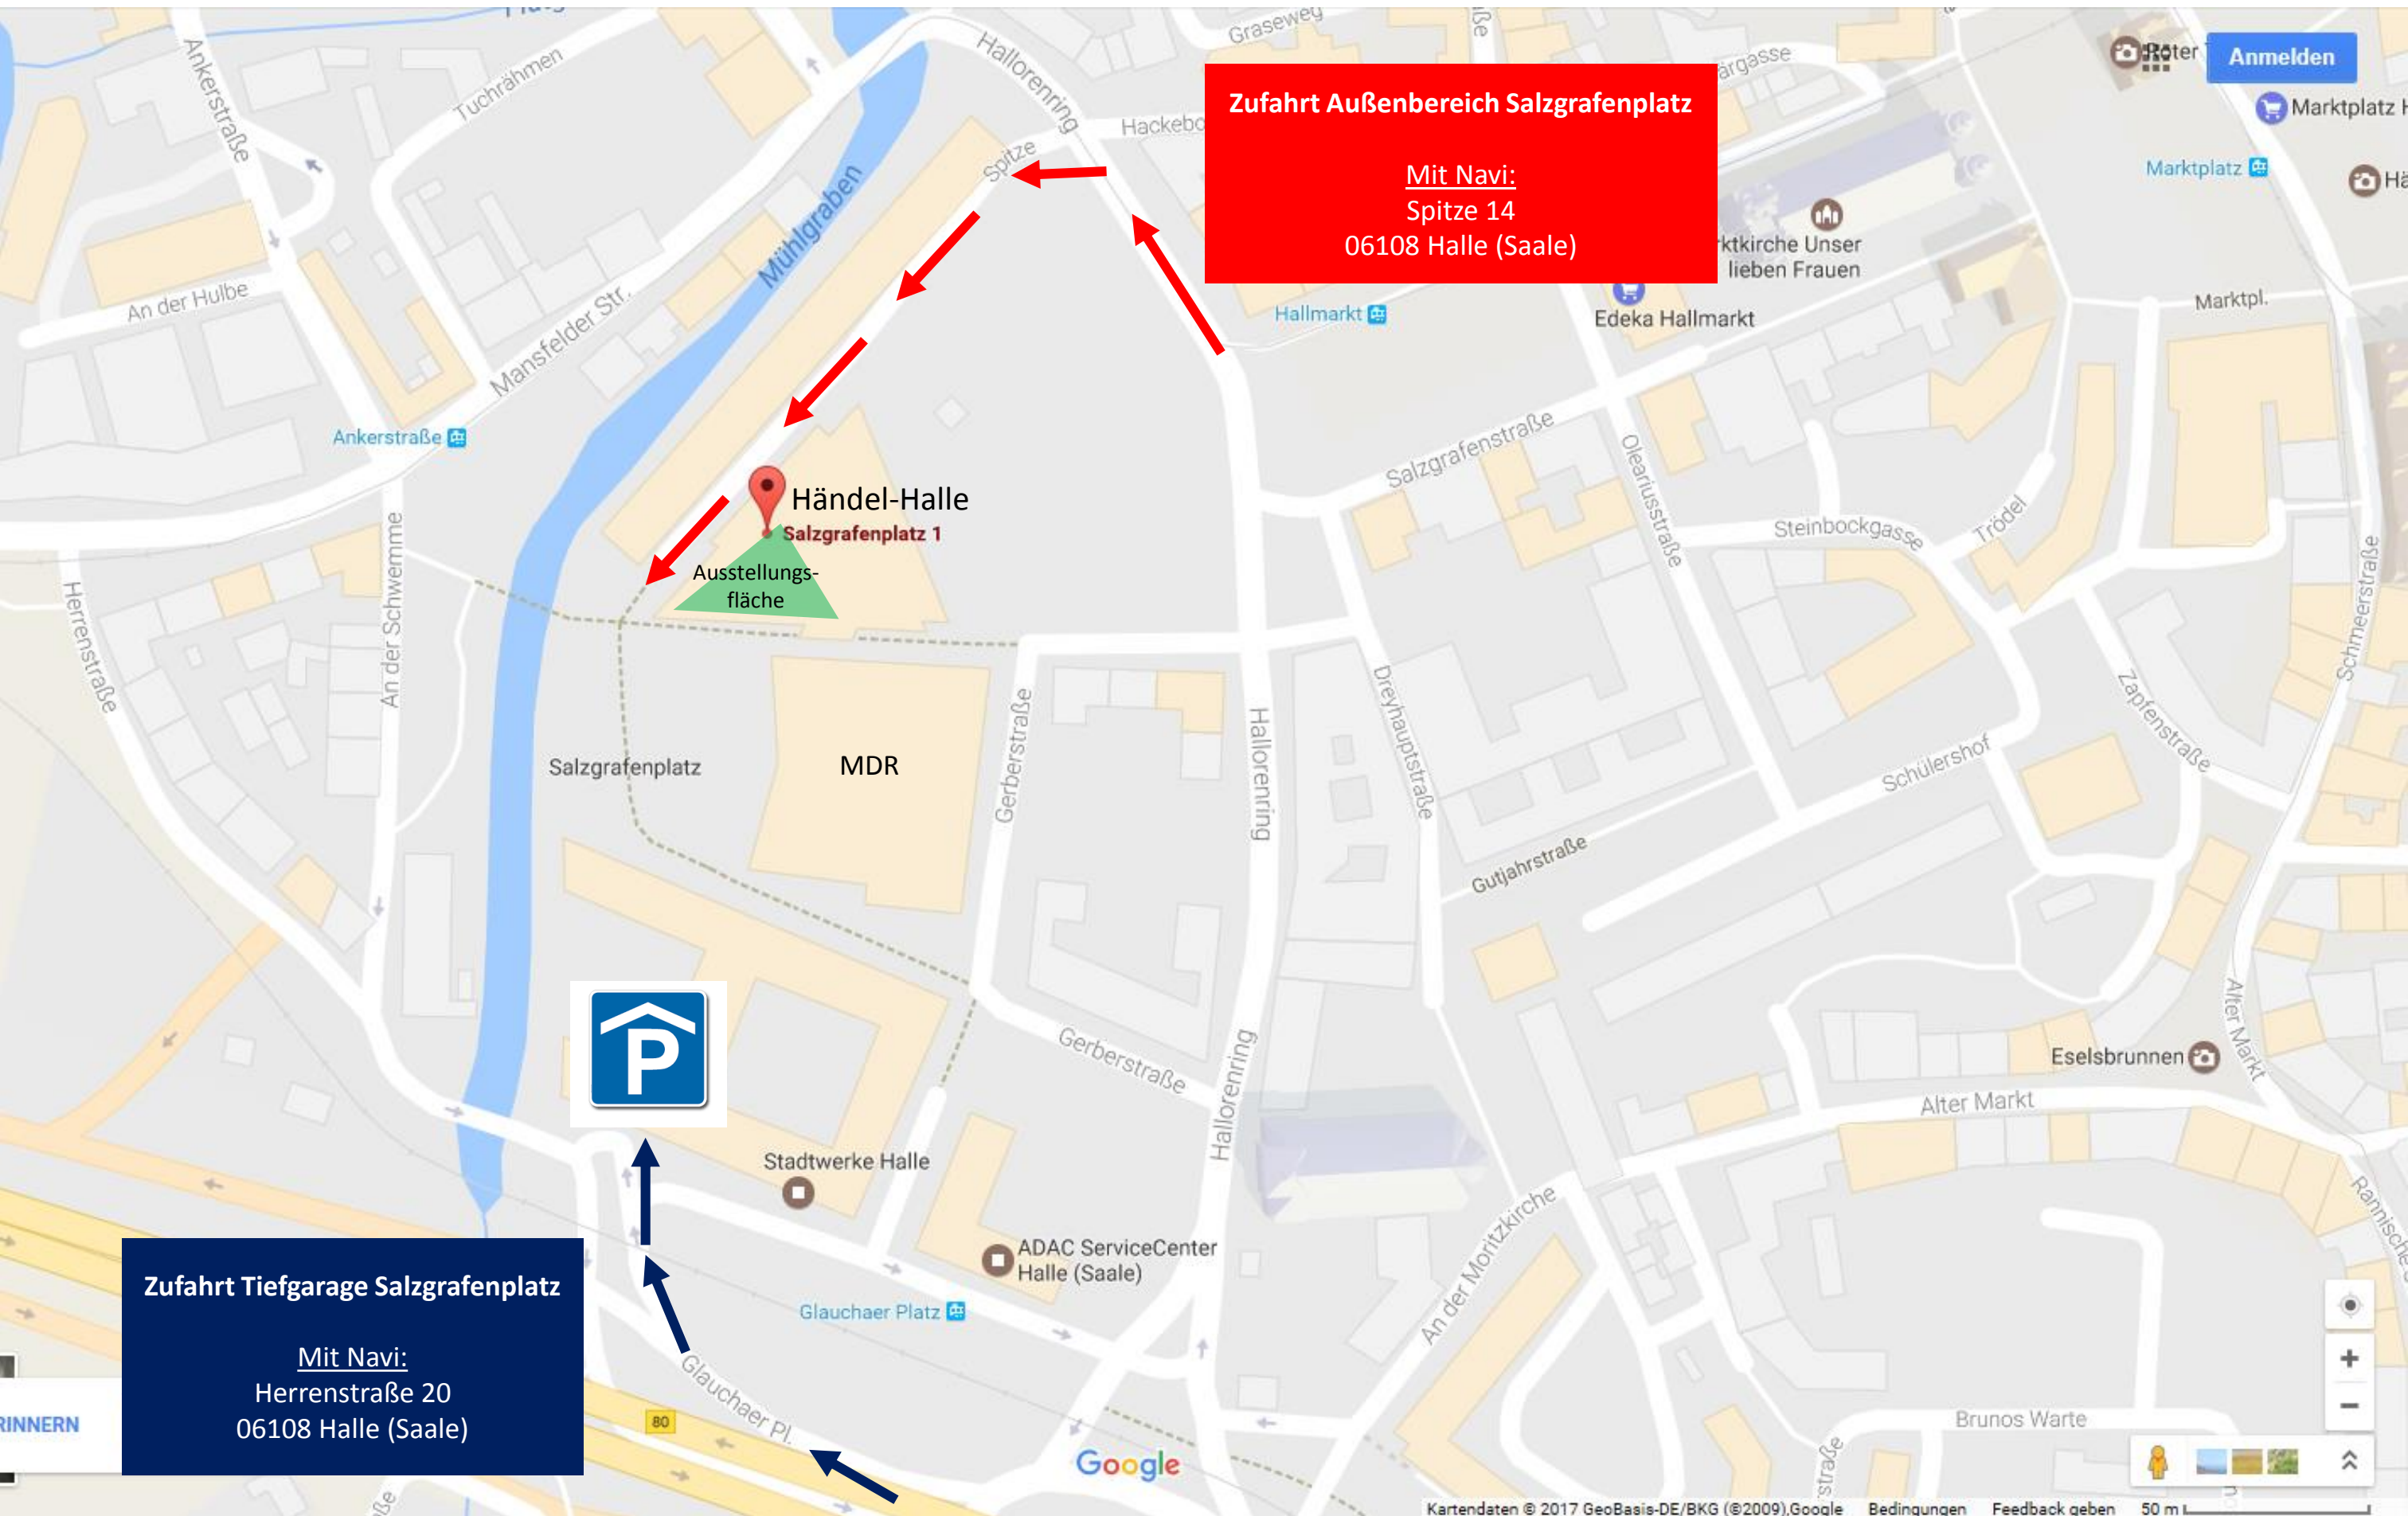 Graseweg
Ankerstraße
Tuchrähmen
Hallorenring
Anmelden
Marktplatz
Hackebo
Spitze
Zufahrt Außenbereich Salzgrafenplatz
Mit Navi:
Spitze 14
06108 Halle (Saale)
Marktplatz
Mühlgraben
lieben Frauen
An der Hulbe
Mansfelder Str.
Hallmarkt
Edeka Hallmarkt
Marktpl.
Ankerstraße
Salzgrafenstraße
Oleariusstraße
Händel-Halle
Salzgrafenplatz 1
Steinbockgasse
Trödel
Ausstellungs-
fläche
An der Schwemme
Herrenstraße
Schmeerstraße
Dreyhauptstraße
Zapfenstraße
Gerberstraße
Hallorenring
Salzgrafenplatz
MDR
Schülershof
Gutjahrstraße
P
Gerberstraße
Hallorenring
Alter Markt
Eselsbrunnen
Alter Markt
Stadtwerke Halle
An der Moritzkirche
Rannische
ADAC ServiceCenter
Halle (Saale)
Glauchaer Platz
Zufahrt Tiefgarage Salzgrafenplatz
Mit Navi:
Herrenstraße 20
06108 Halle (Saale)
Glauchaer Pl.
80
RINNERN
Brunos Warte
Google
Kartendaten © 2017 GeoBasis-DE/BKG (©2009),Google Bedingungen Feedback geben 50 m